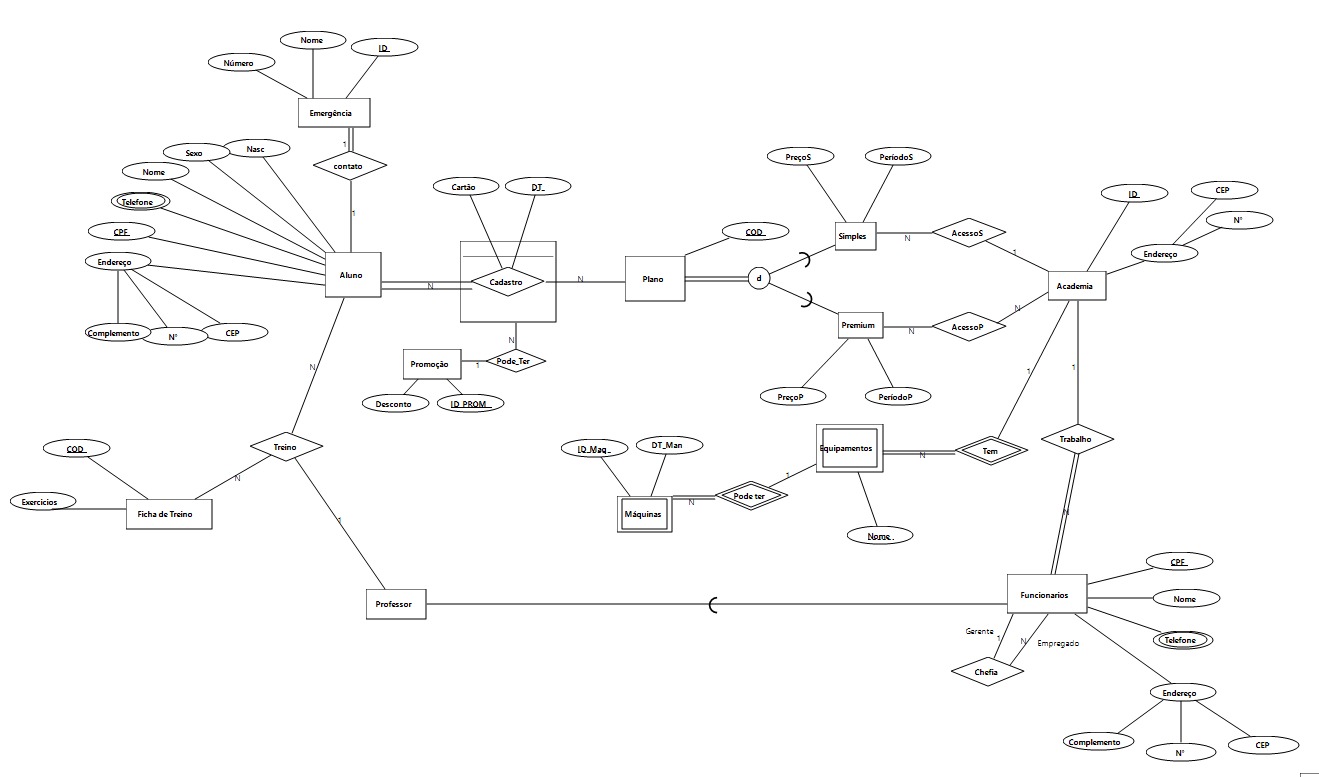 Nome
ID
Número
Emergência
1
contato
1
Sexo
Nasc
Nome
Telefone
CPF
Endereço
Complemento
N°
CEP
Aluno
N
Cartão
DT
Cadastro
N
N
Pode_Ter
1
Promoção
Desconto
ID_PROM
Plano
COD
d
PreçoS
PeríodoS
Simples
N
AcessoS
1
Premium
N
AcessoP
N
PreçoP
PeríodoP
ID
CEP
N°
Endereço
Academia
1
1
N
Treino
N
1
COD
Exercicios
Ficha de Treino
Professor
ID_Maq
DT_Man
Máquinas
N
Pode ter
1
Equipamentos
N
Tem
Nome
Trabalho
N
Funcionarios
CPF
Nome
Telefone
Gerente
1
N
Empregado
Chefia
Endereço
Complemento
N°
CEP